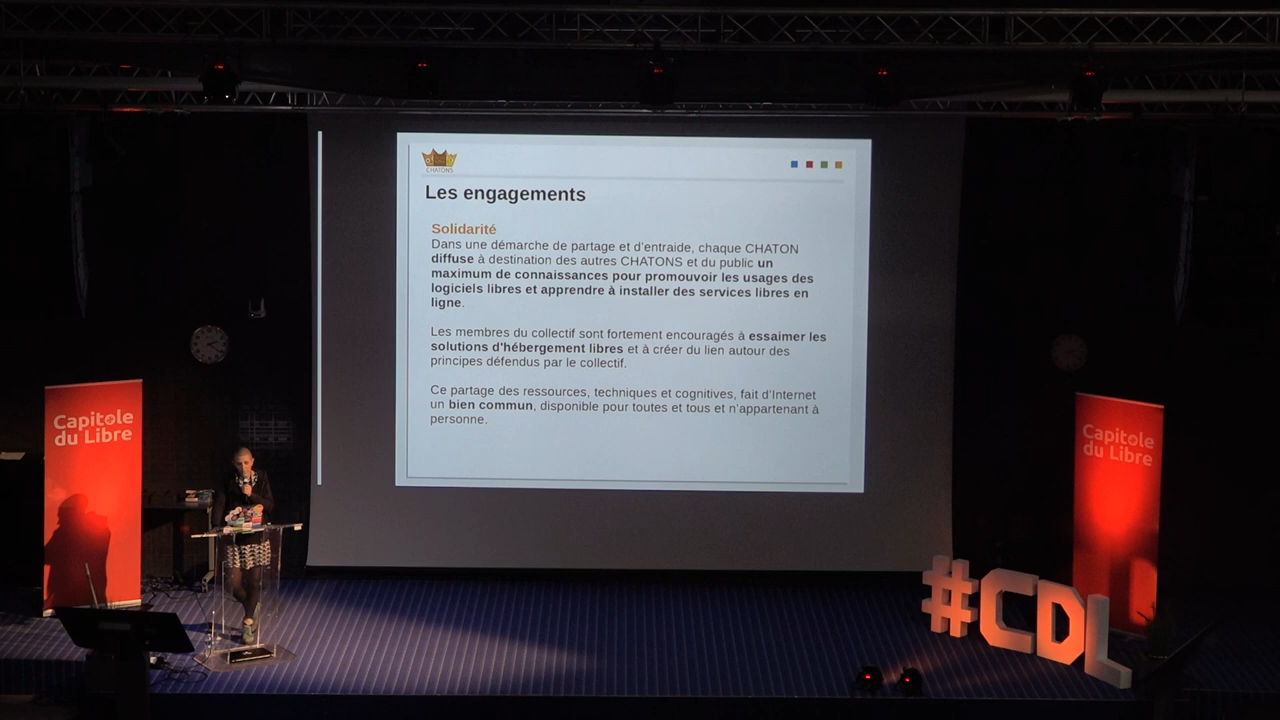 CHATONS
Les engagements
Solidarité
Dans une démarche de partage et d'entraide, chaque CHATON
diffuse à destination des autres CHATONS et du public un
maximum de connaissances pour promouvoir les usages des
logiciels libres et apprendre à installer des services libres en
ligne.
Les membres du collectif sont fortement encouragés à essaimer les
solutions d'hébergement libres et à créer du lien autour des
principes défendus par le collectif.
Ce partage des ressources, techniques et cognitives, fait d'Internet
un bien commun, disponible pour toutes et tous et n'appartenant à
personne.
Capitole
du Libre
Capitole
du Libre
#CDL